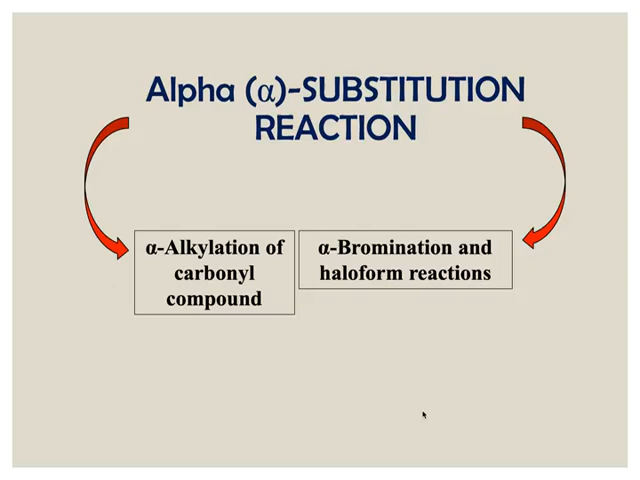 Alpha (α)-SUBSTITUTION
REACTION
α-Alkylation of
carbonyl
compound
α-Bromination and
haloform reactions